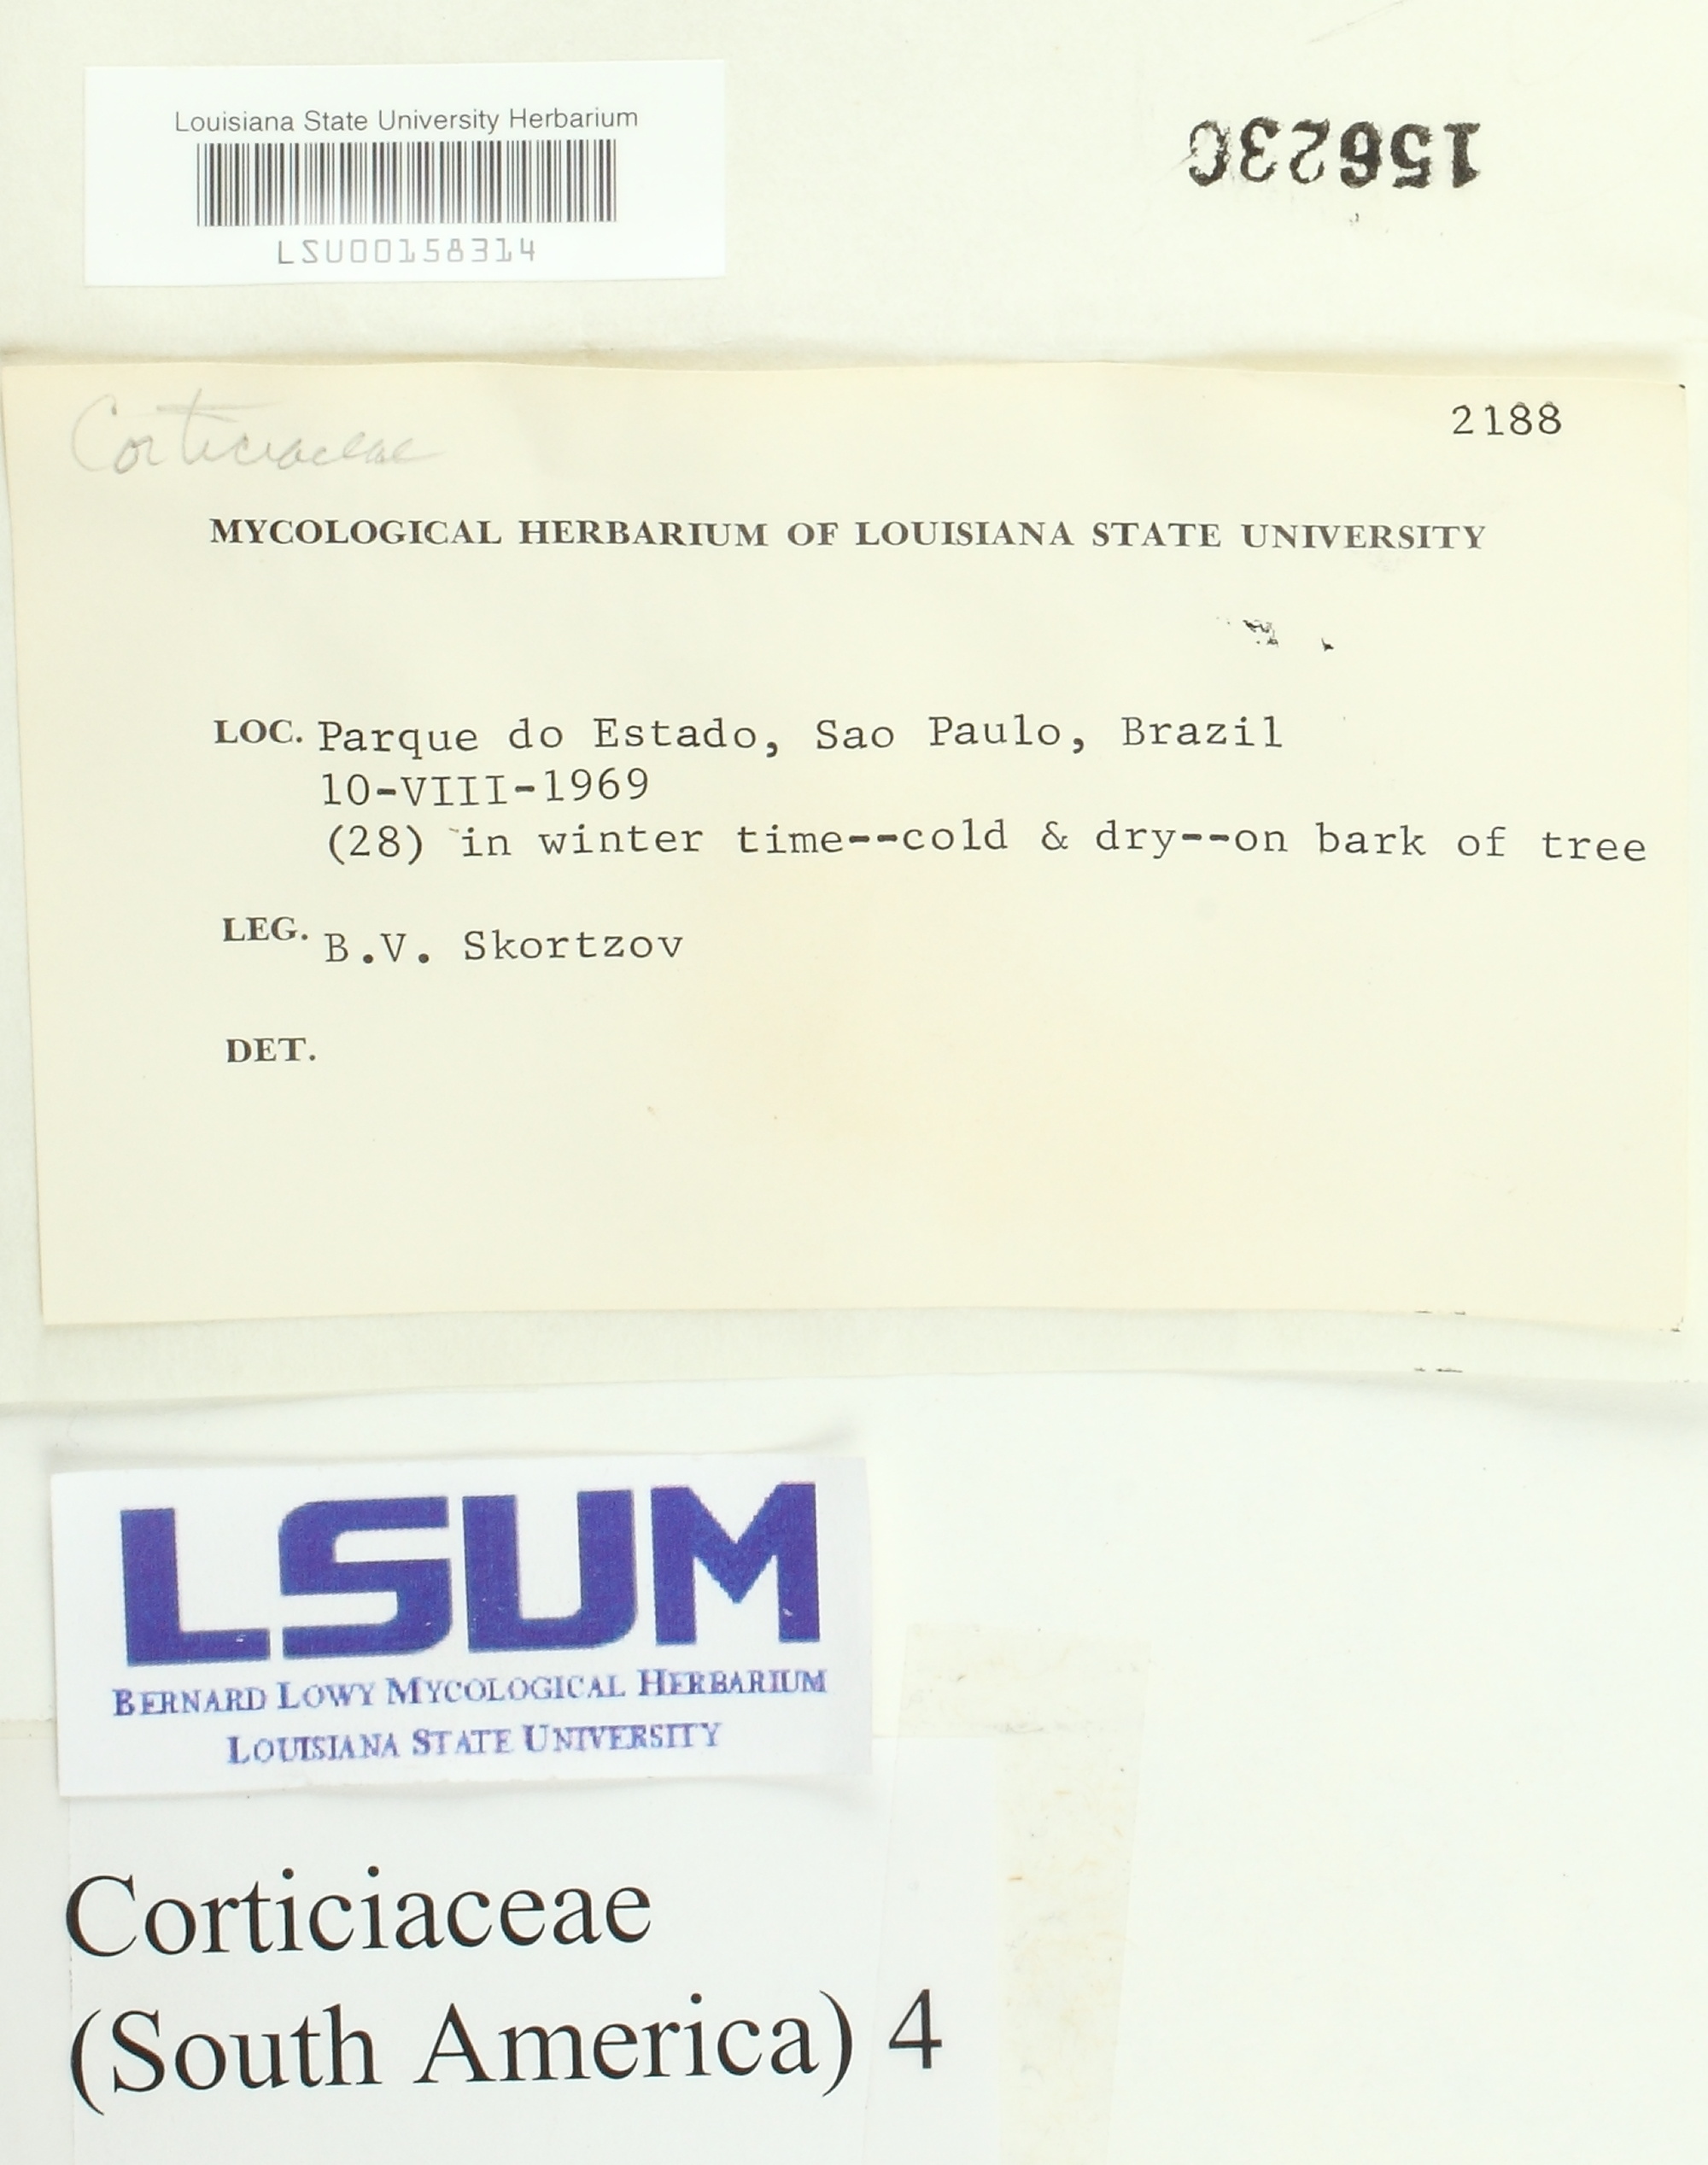 Louisiana State University Herbarium
LSU00158314
156230
Corticiaceae
2188
MYCOLOGICAL HERBARIUM OF LOUISIANA STATE UNIVERSITY
LOC. Parque do Estado, Sao Paulo, Brazil
10-VIII-1969
(28) in winter time--cold & dry--on bark of tree
LEG. B.V. Skortzov
DET.
LSUM
BERNARD LOWY MYCOLOGICAL HERBARIUM
LOUISIANA STATE UNIVERSITY
Corticiaceae
(South America) 4